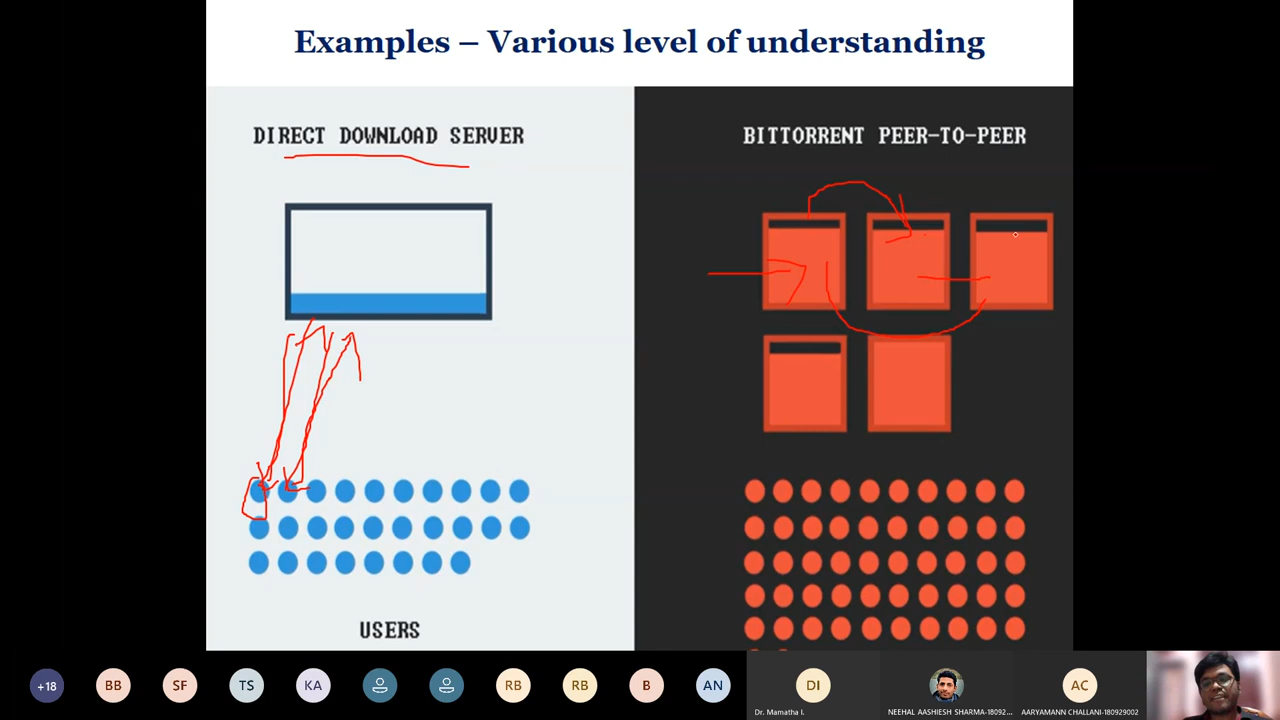 Examples – Various level of understanding
DIRECT DOWNLOAD SERVER
BITTORRENT PEER-TO-PEER
USERS
+18
BB
SF
TS
KA
RB
RB
B
AN
DI
AC
Dr. Mamatha I.
NEEHAL AASHIESH SHARMA-18092...
AARYAMANN CHALLANI-180929002